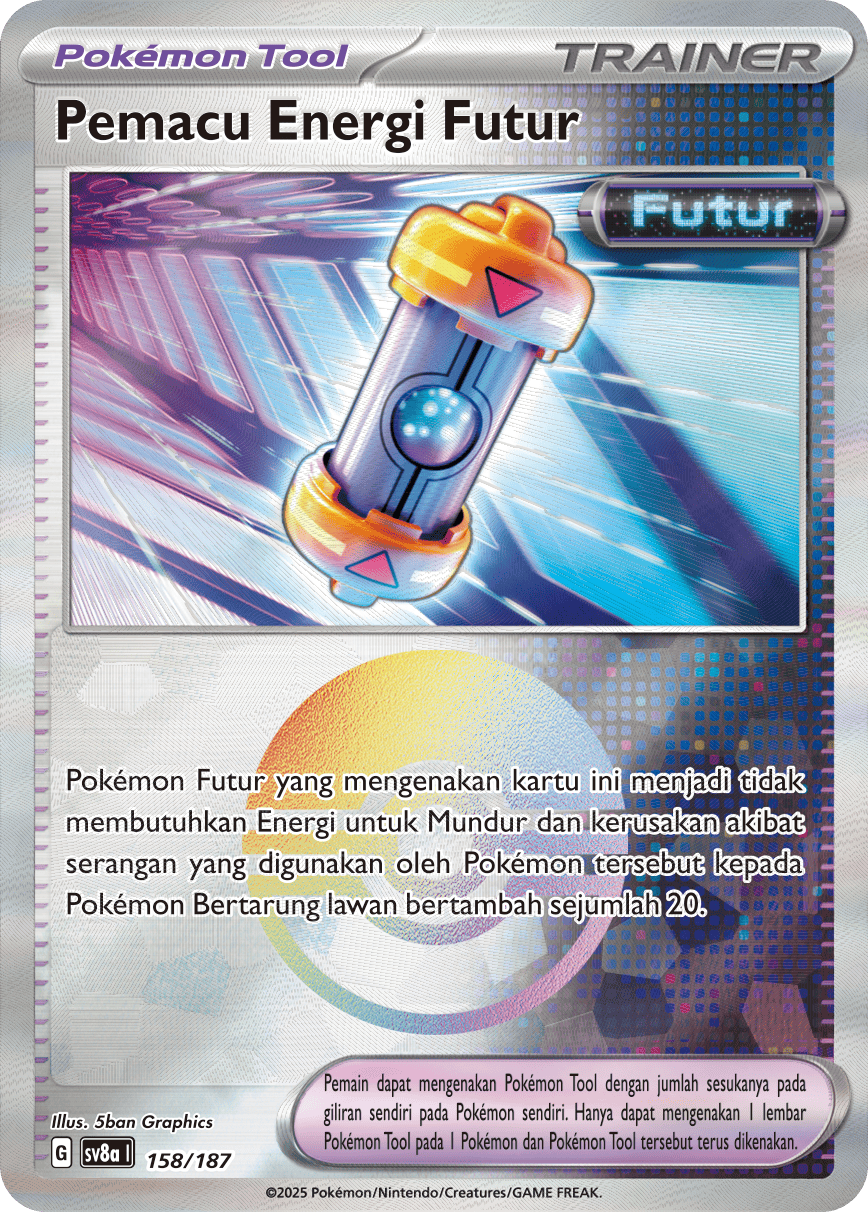 Pokémon Tool
TRAINER
Pemacu Energi Futur
Futur
Pokémon Futur yang mengenakan kartu ini menjadi tidak
membutuhkan Energi untuk Mundur dan kerusakan akibat
serangan yang digunakan oleh Pokémon tersebut kepada
Pokémon Bertarung lawan bertambah sejumlah 20.
Pemain dapat mengenakan Pokémon Tool dengan jumlah sesukanya pada
giliran sendiri pada Pokémon sendiri. Hanya dapat mengenakan 1 lembar
Pokémon Tool pada 1 Pokémon dan Pokémon Tool tersebut terus dikenakan.
Illus. 5ban Graphics
G sv8a I 158/187
©2025 Pokémon/Nintendo/Creatures/GAME FREAK.